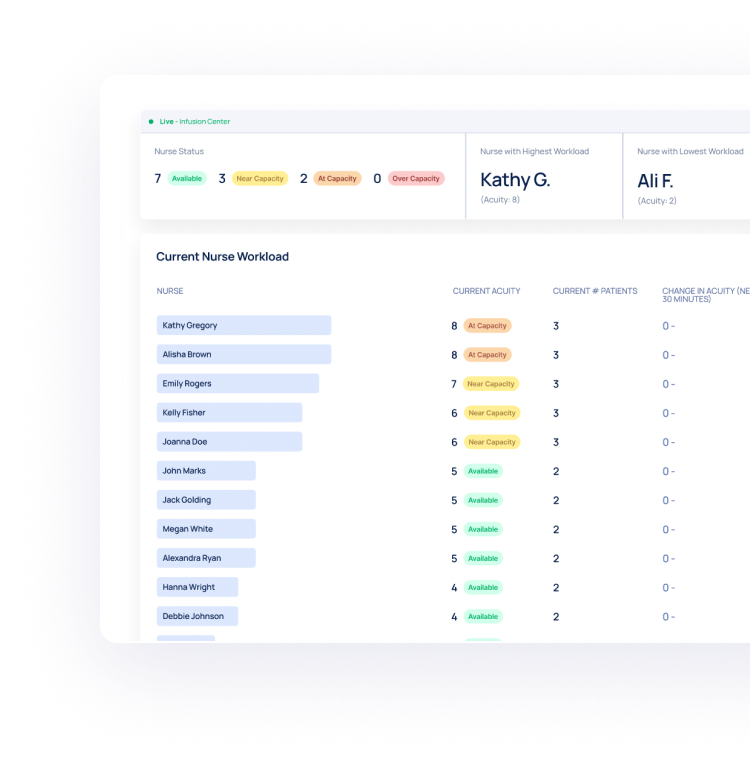 Live - Infusion Center
Nurse Status
7 Available 3 Near Capacity 2 At Capacity 0 Over Capacity
Nurse with Highest Workload
Kathy G.
(Acuity: 8)
Nurse with Lowest Workload
Ali F.
(Acuity: 2)
Current Nurse Workload
NURSE CURRENT ACUITY CURRENT # PATIENTS CHANGE IN ACUITY (NE
30 MINUTES)
Kathy Gregory 8 At Capacity 3 0 -
Alisha Brown 8 At Capacity 3 0 -
Emily Rogers 7 Near Capacity 3 0 -
Kelly Fisher 6 Near Capacity 3 0 -
Joanna Doe 6 Near Capacity 3 0 -
John Marks 5 Available 2 0 -
Jack Golding 5 Available 2 0 -
Megan White 5 Available 2 0 -
Alexandra Ryan 5 Available 2 0 -
Hanna Wright 4 Available 2 0 -
Debbie Johnson 4 Available 2 0 -